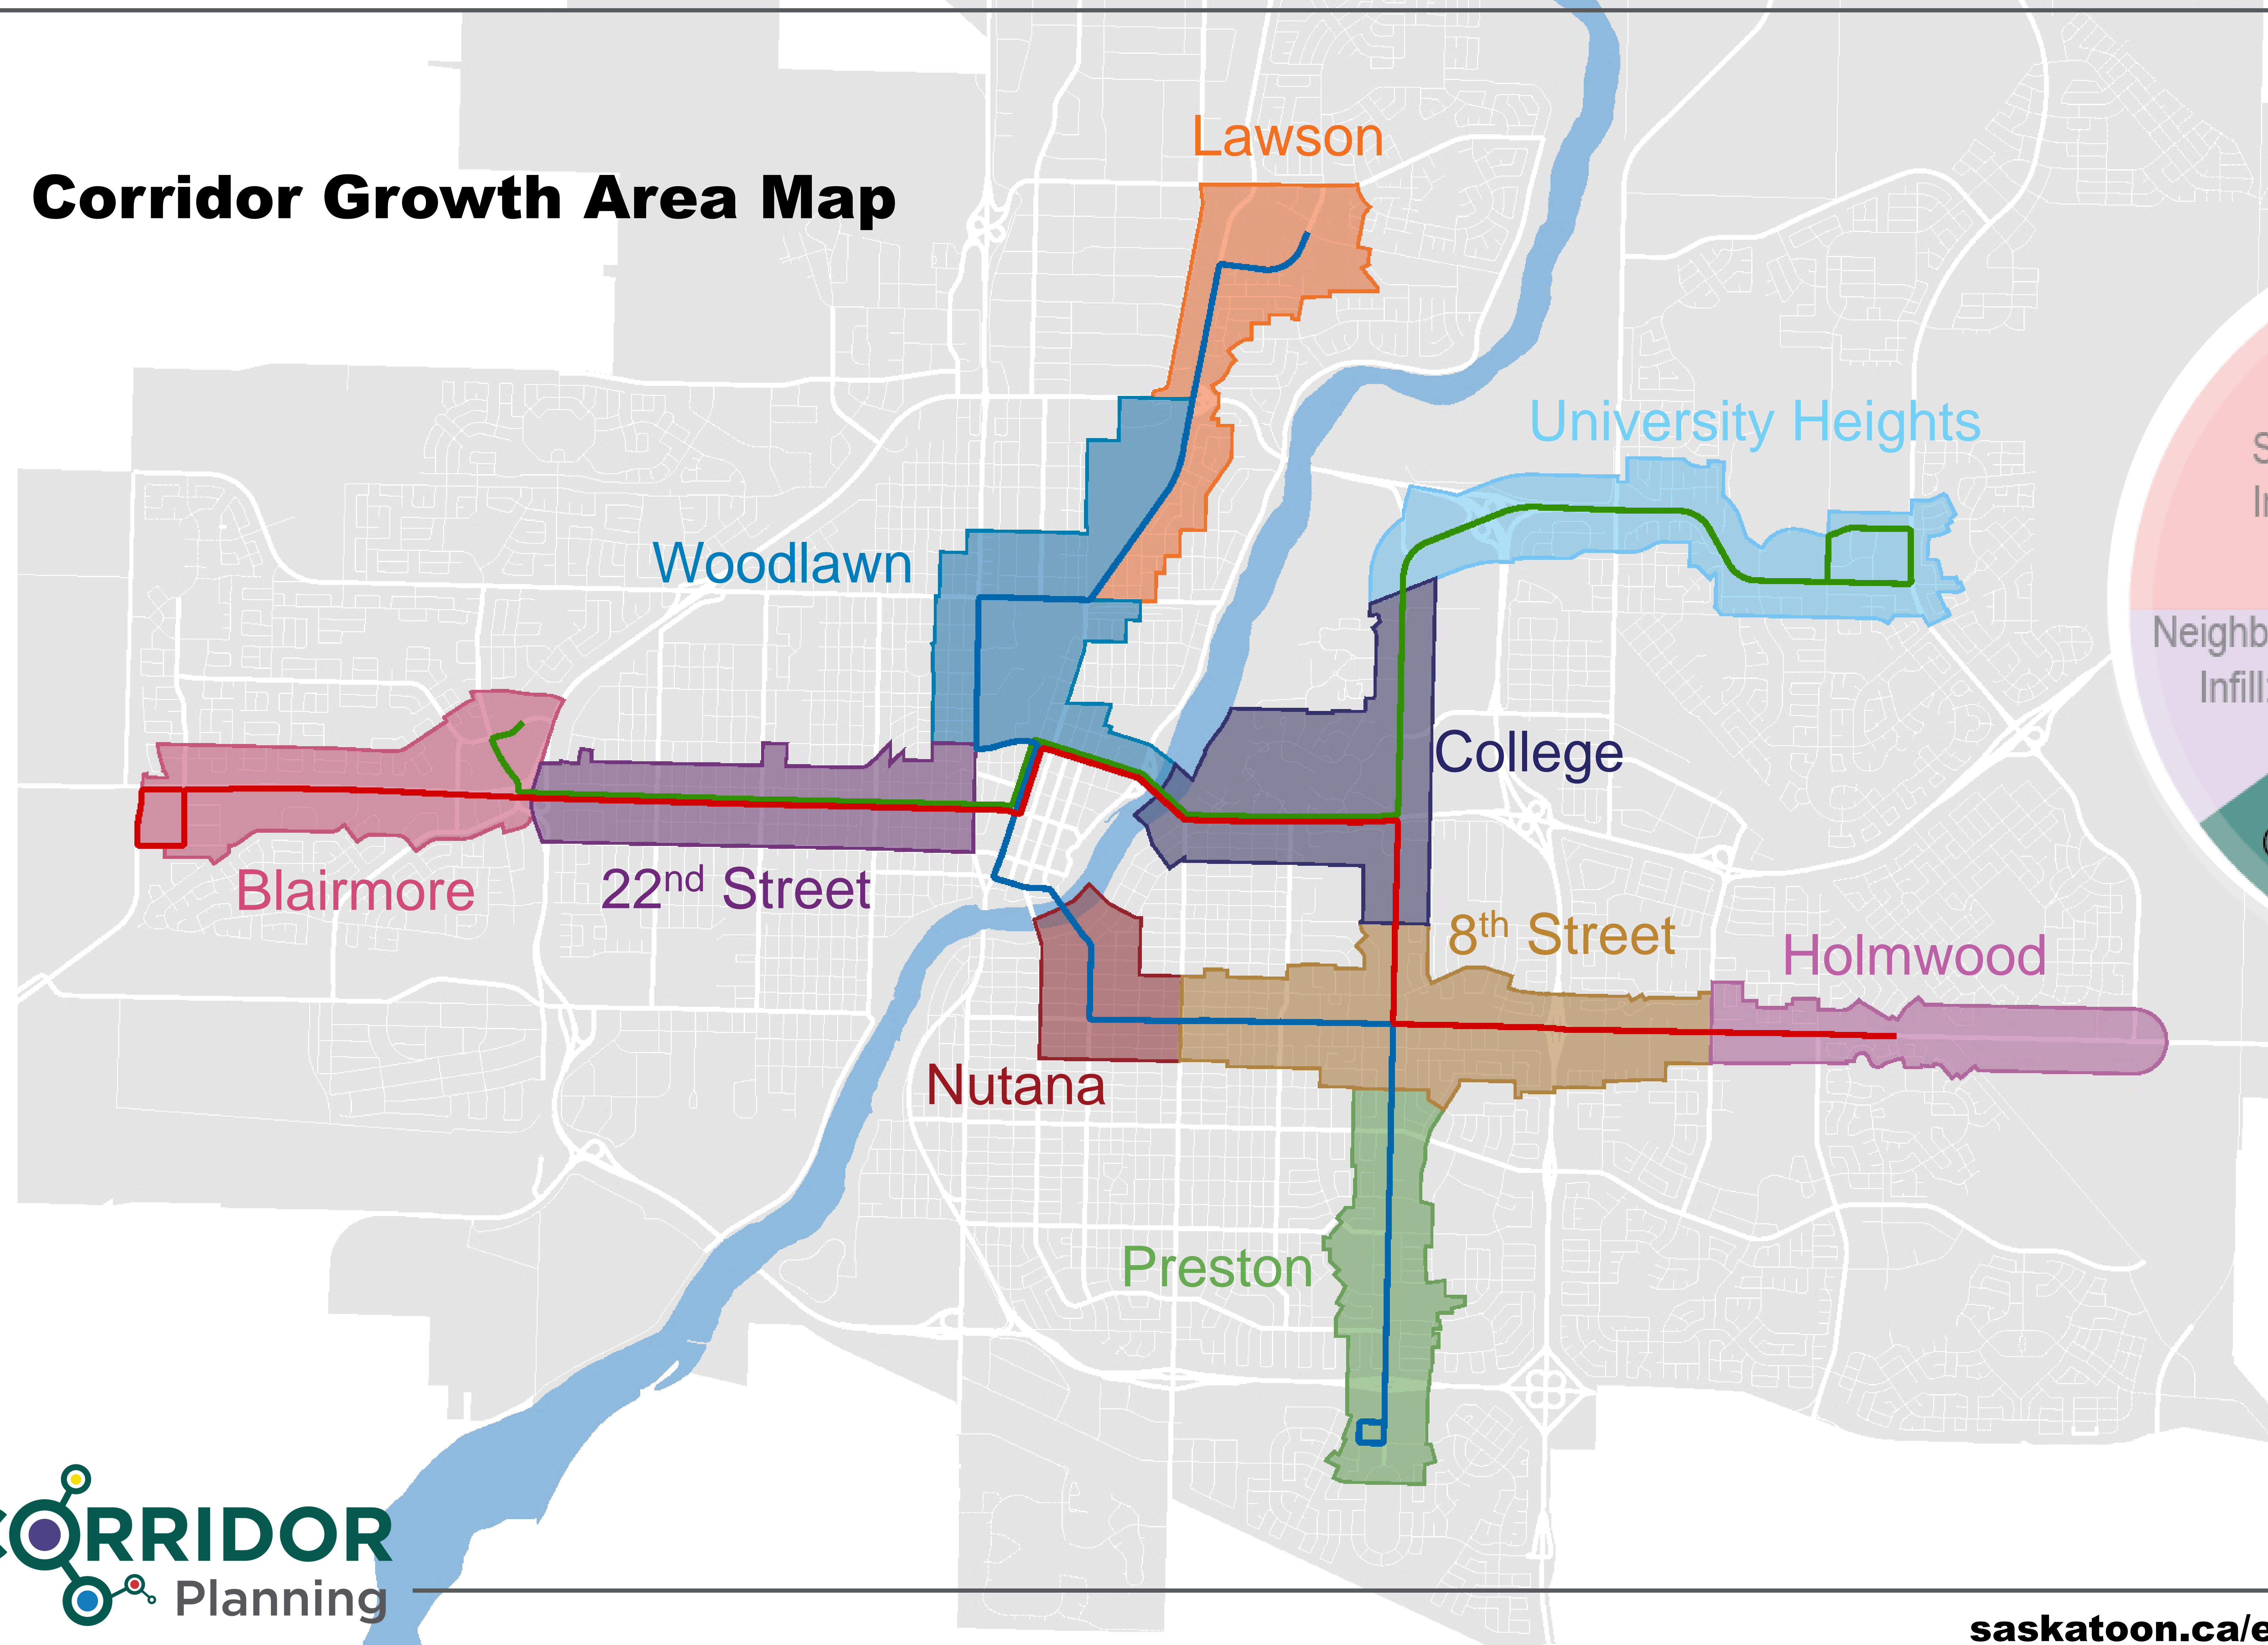 Corridor Growth Area Map
Lawson
University Heights
Woodlawn
College
Blairmore
22nd Street
8th Street
Holmwood
Nutana
Preston
Neighb
Infill
CORRIDOR
Planning
saskatoon.ca/e